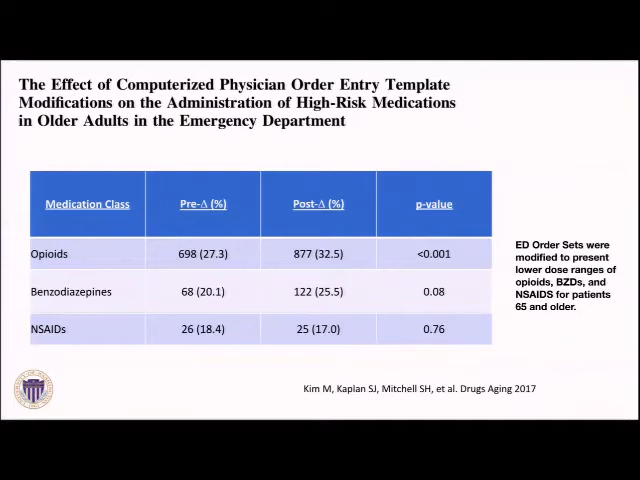 The Effect of Computerized Physician Order Entry Template
Modifications on the Administration of High-Risk Medications
in Older Adults in the Emergency Department
Medication Class Pre-Δ (%) Post-Δ (%) p-value
Opioids 698 (27.3) 877 (32.5) <0.001
Benzodiazepines 68 (20.1) 122 (25.5) 0.08
NSAIDs 26 (18.4) 25 (17.0) 0.76
ED Order Sets were
modified to present
lower dose ranges of
opioids, BZDs, and
NSAIDS for patients
65 and older.
Kim M, Kaplan SJ, Mitchell SH, et al. Drugs Aging 2017